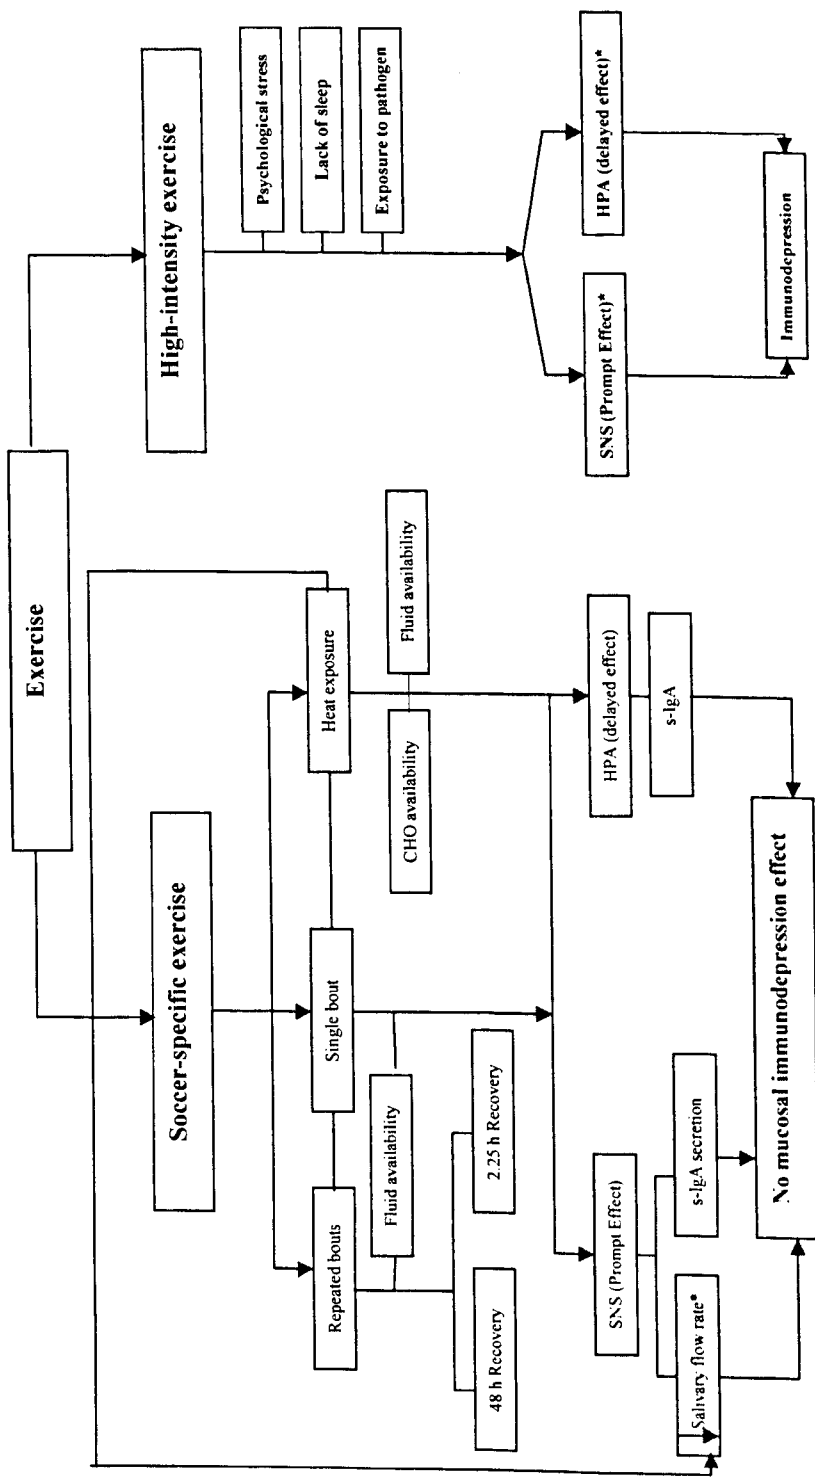 Exercise
Soccer-specific exercise
High-intensity exercise
Psychological stress
Lack of sleep
Exposure to pathogen
Repeated bouts
Single bout
Heat exposure
Fluid availability
CHO availability
Fluid availability
48 h Recovery
2.25 h Recovery
SNS (Prompt Effect)
HPA (delayed effect)
SNS (Prompt Effect)*
HPA (delayed effect)*
Salivary flow rate*
s-IgA secretion
s-IgA
Immunodepression
No mucosal immunodepression effect